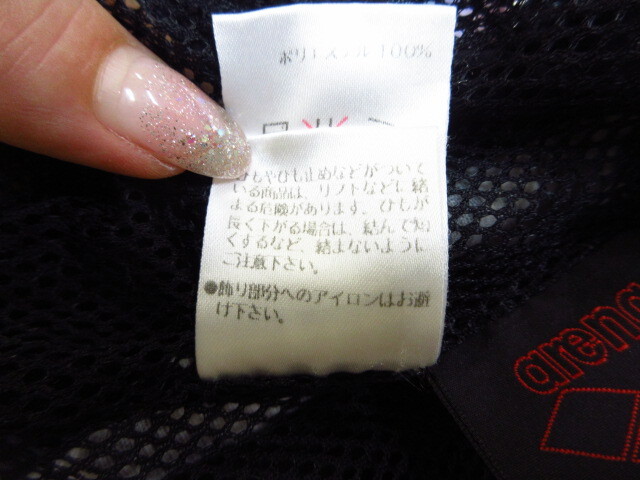 ポリエステル 100%
ひもやひも止めなどがついて
いる商品は、リフトなどに結
まる危険があります。ひもが
長く下がる場合は、結んで短
くするなど、結まないように
ご注意下さい。
●飾り部分へのアイロンはお避
け下さい。
arena